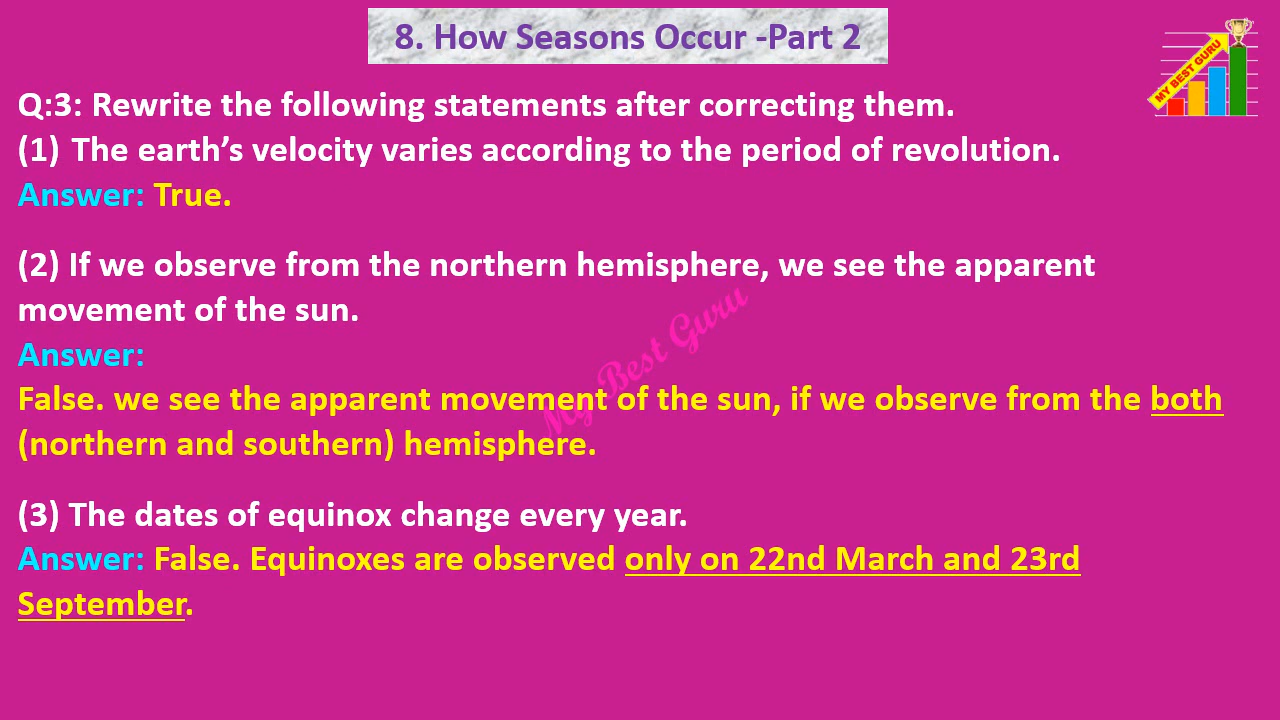 8. How Seasons Occur -Part 2
MY BEST GURU
Q:3: Rewrite the following statements after correcting them.
(1) The earth’s velocity varies according to the period of revolution.
Answer: True.
(2) If we observe from the northern hemisphere, we see the apparent
movement of the sun.
Answer:
False. we see the apparent movement of the sun, if we observe from the both
(northern and southern) hemisphere.
My Best Guru
(3) The dates of equinox change every year.
Answer: False. Equinoxes are observed only on 22nd March and 23rd
September.